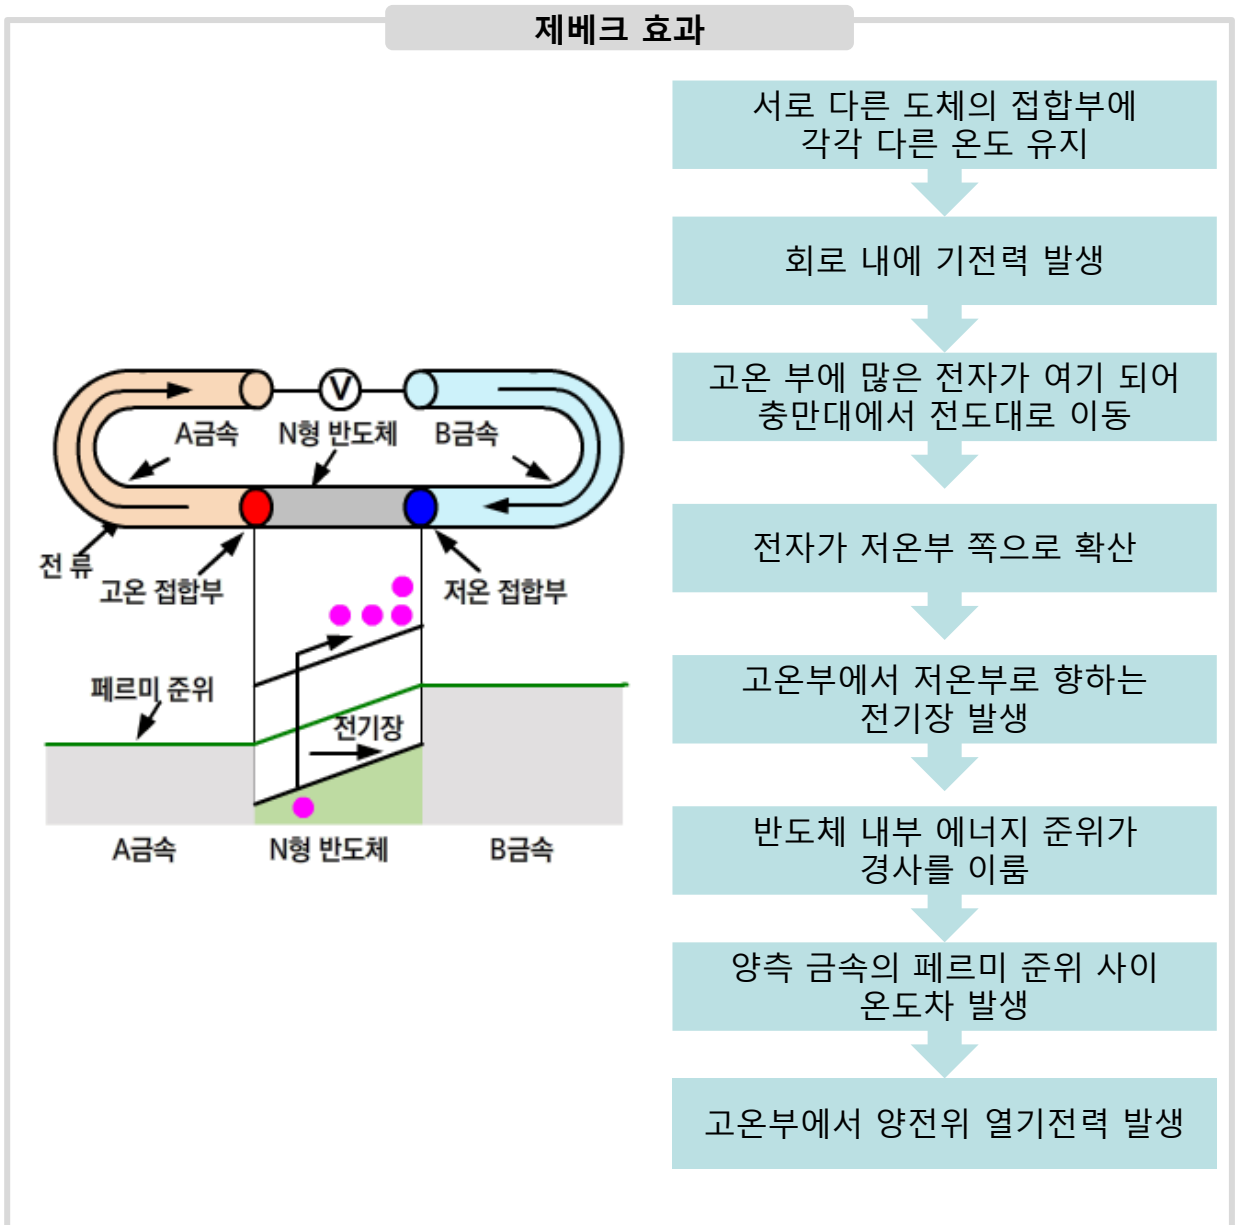 제베크 효과
서로 다른 도체의 접합부에
각각 다른 온도 유지
회로 내에 기전력 발생
고온 부에 많은 전자가 여기 되어
충만대에서 전도대로 이동
전자가 저온부 쪽으로 확산
고온부에서 저온부로 향하는
전기장 발생
반도체 내부 에너지 준위가
경사를 이룸
양측 금속의 페르미 준위 사이
온도차 발생
고온부에서 양전위 열기전력 발생
V
A금속
N형 반도체
B금속
전 류
고온 접합부
저온 접합부
페르미 준위
전기장
A금속
N형 반도체
B금속